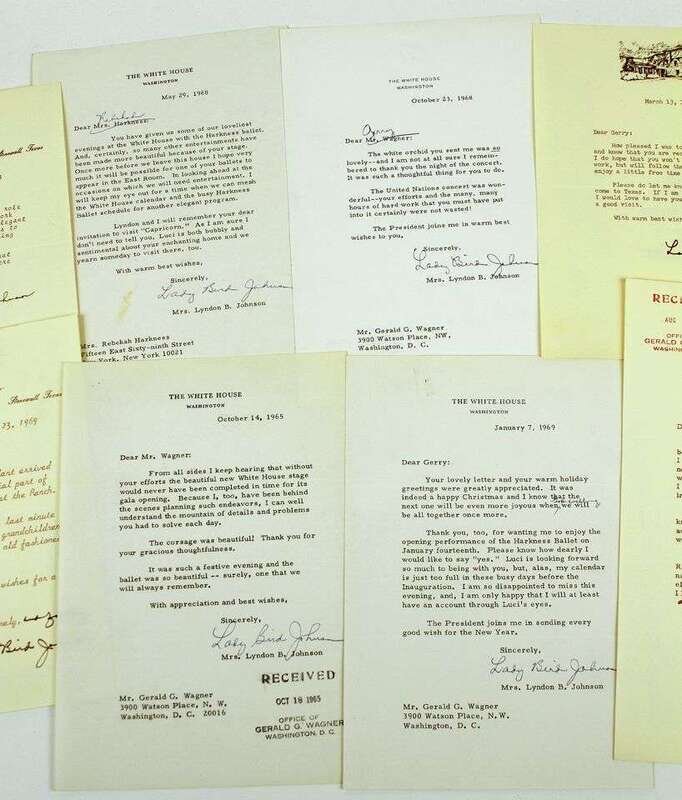 THE WHITE HOUSE
WASHINGTON
May 29, 1968
Rebekah
Dear Mrs. Harkness:
You have given us some of our loveliest
evenings at the White House with the Harkness ballet.
And, certainly, so many other entertainments have
been made more beautiful because of your stage.
Once more before we leave this house I hope very
much it will be possible for one of your ballets to
appear in the East Room. In looking ahead at the
occasions on which we will need entertainment, I
will keep my eye out for a time when we can mesh
the White House calendar and the busy Harkness
Ballet schedule for another elegant program.
Lyndon and I will remember your dear
invitation to visit "Capricorn." As I am sure I
don't need to tell you, Luci is both bubbly and
sentimental about your enchanting home and we
yearn someday to visit there, too.
With warm best wishes,
Sincerely,
Lady Bird Johnson
Mrs. Lyndon B. Johnson
Mrs. Rebekah Harkness
Fifteen East Sixty-ninth Street
York, New York 10021
THE WHITE HOUSE
WASHINGTON
October 23, 1968
Gerry
Dear Mr. Wagner:
The white orchid you sent me was so
lovely--and I am not at all sure I remem-
bered to thank you the night of the concert.
It was such a thoughtful thing for you to do.
The United Nations concert was won-
derful--your efforts and the many, many
hours of hard work that you must have put
into it certainly were not wasted!
The President joins me in warm best
wishes to you,
Sincerely,
Lady Bird Johnson
Mrs. Lyndon B. Johnson
Mr. Gerald G. Wagner
3900 Watson Place, NW.
Washington, D. C.
March 13,
Dear Gerry:
How pleased I was to
and know that you are rec
I do hope that you won't
work, but will follow the
enjoy a little free time
Please do let me kn
come to Texas. If I am
I would love to have you
a good visit.
With warm best wishe
Stonewall, Texas
Stonewall, Texas
23, 1969
lant arrived
ial part of
t the Ranch.
last minute
grandchildren
old fashioned
wishes for a
Bird Jo
THE WHITE HOUSE
WASHINGTON
October 14, 1965
Dear Mr. Wagner:
From all sides I keep hearing that without
your efforts the beautiful new White House stage
would never have been completed in time for its
gala opening. Because I, too, have been behind
the scenes planning such endeavors, I can well
understand the mountain of details and problems
you had to solve each day.
The corsage was beautiful! Thank you for
your gracious thoughtfulness.
It was such a festive evening and the
ballet was so beautiful -- surely, one that we
will always remember.
With appreciation and best wishes,
Sincerely,
Lady Bird Johnson
Mrs. Lyndon B. Johnson
RECEIVED
OCT 18 1965
OFFICE OF
GERALD G. WAGNER
WASHINGTON, D. C.
Mr. Gerald G. Wagner
3900 Watson Place, N. W.
Washington, D. C. 20016
THE WHITE HOUSE
WASHINGTON
January 7, 1969
Dear Gerry:
Your lovely letter and your warm holiday
greetings were greatly appreciated. It was
indeed a happy Christmas and I know that the
next one will be even more joyous when we will
be all together once more.
Thank you, too, for wanting me to enjoy the
opening performance of the Harkness Ballet on
January fourteenth. Please know how dearly I
would like to say "yes." Luci is looking forward
so much to being with you, but, alas, my calendar
is just too full in these busy days before the
Inauguration. I am so disappointed to miss this
evening, and, I am only happy that I will at least
have an account through Luci's eyes.
The President joins me in sending every
good wish for the New Year.
Sincerely,
Lady Bird Johnson
Mrs. Lyndon B. Johnson
Mr. Gerald G. Wagner
3900 Watson Place, N.W.
Washington, D. C.
RECE
AUG
OFFI
GERALD G
WASHING